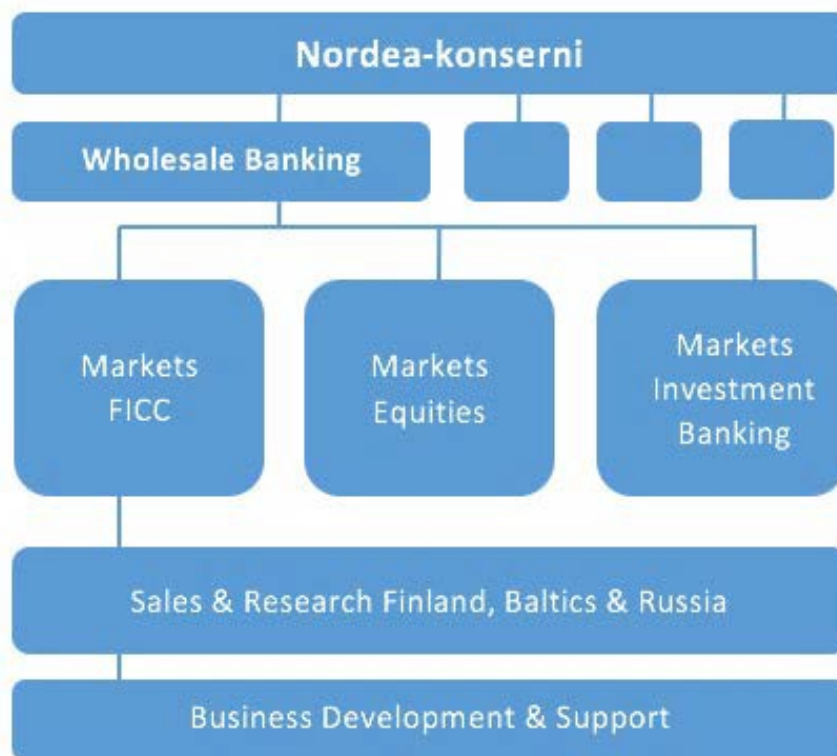 Nordea-konserni
Wholesale Banking
Markets
FICC
Markets
Equities
Markets
Investment
Banking
Sales & Research Finland, Baltics & Russia
Business Development & Support